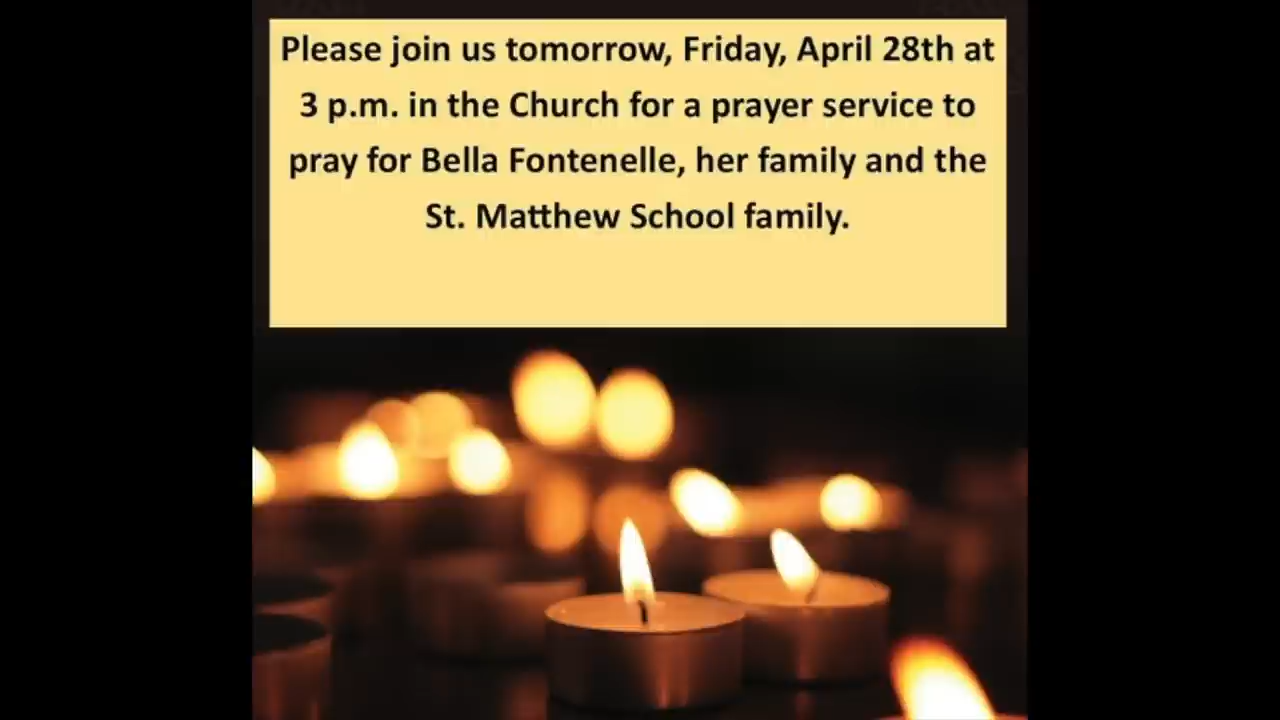 Please join us tomorrow, Friday, April 28th at
3 p.m. in the Church for a prayer service to
pray for Bella Fontenelle, her family and the
St. Matthew School family.